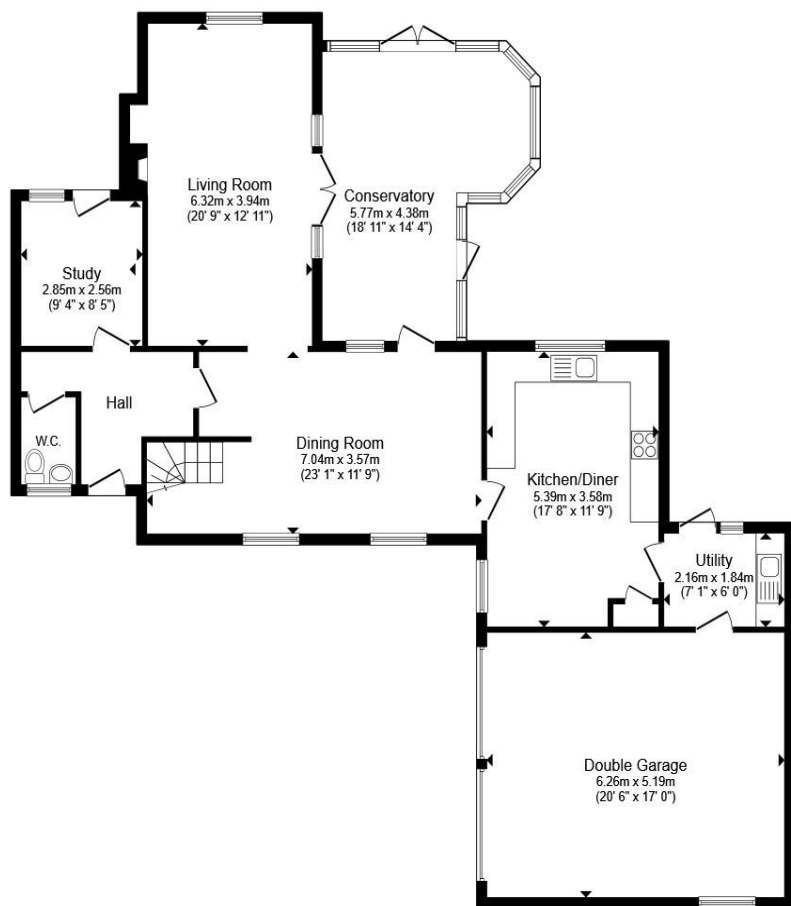 Living Room
6.32m x 3.94m
(20' 9" x 12' 11")
Conservatory
5.77m x 4.38m
(18' 11" x 14' 4")
Study
2.85m x 2.56m
(9' 4" x 8' 5")
Hall
W.C.
Dining Room
7.04m x 3.57m
(23' 1" x 11' 9")
Kitchen/Diner
5.39m x 3.58m
(17' 8" x 11' 9")
Utility
2.16m x 1.84m
(7' 1" x 6' 0")
Double Garage
6.26m x 5.19m
(20' 6" x 17' 0")